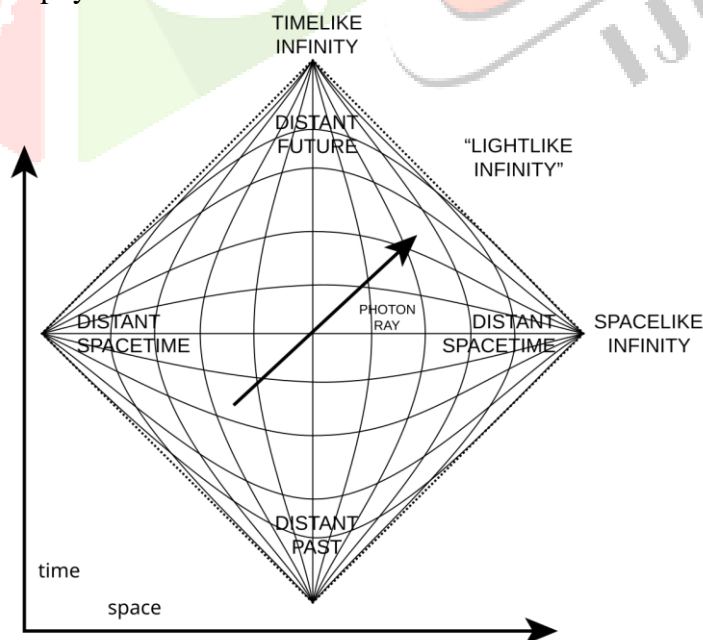 TIMELIKE
INFINITY
DISTANT
FUTURE
“LIGHTLIKE
INFINITY”
PHOTON
RAY
DISTANT
SPACETIME
DISTANT
SPACETIME
SPACELIKE
INFINITY
DISTANT
PAST
time
space